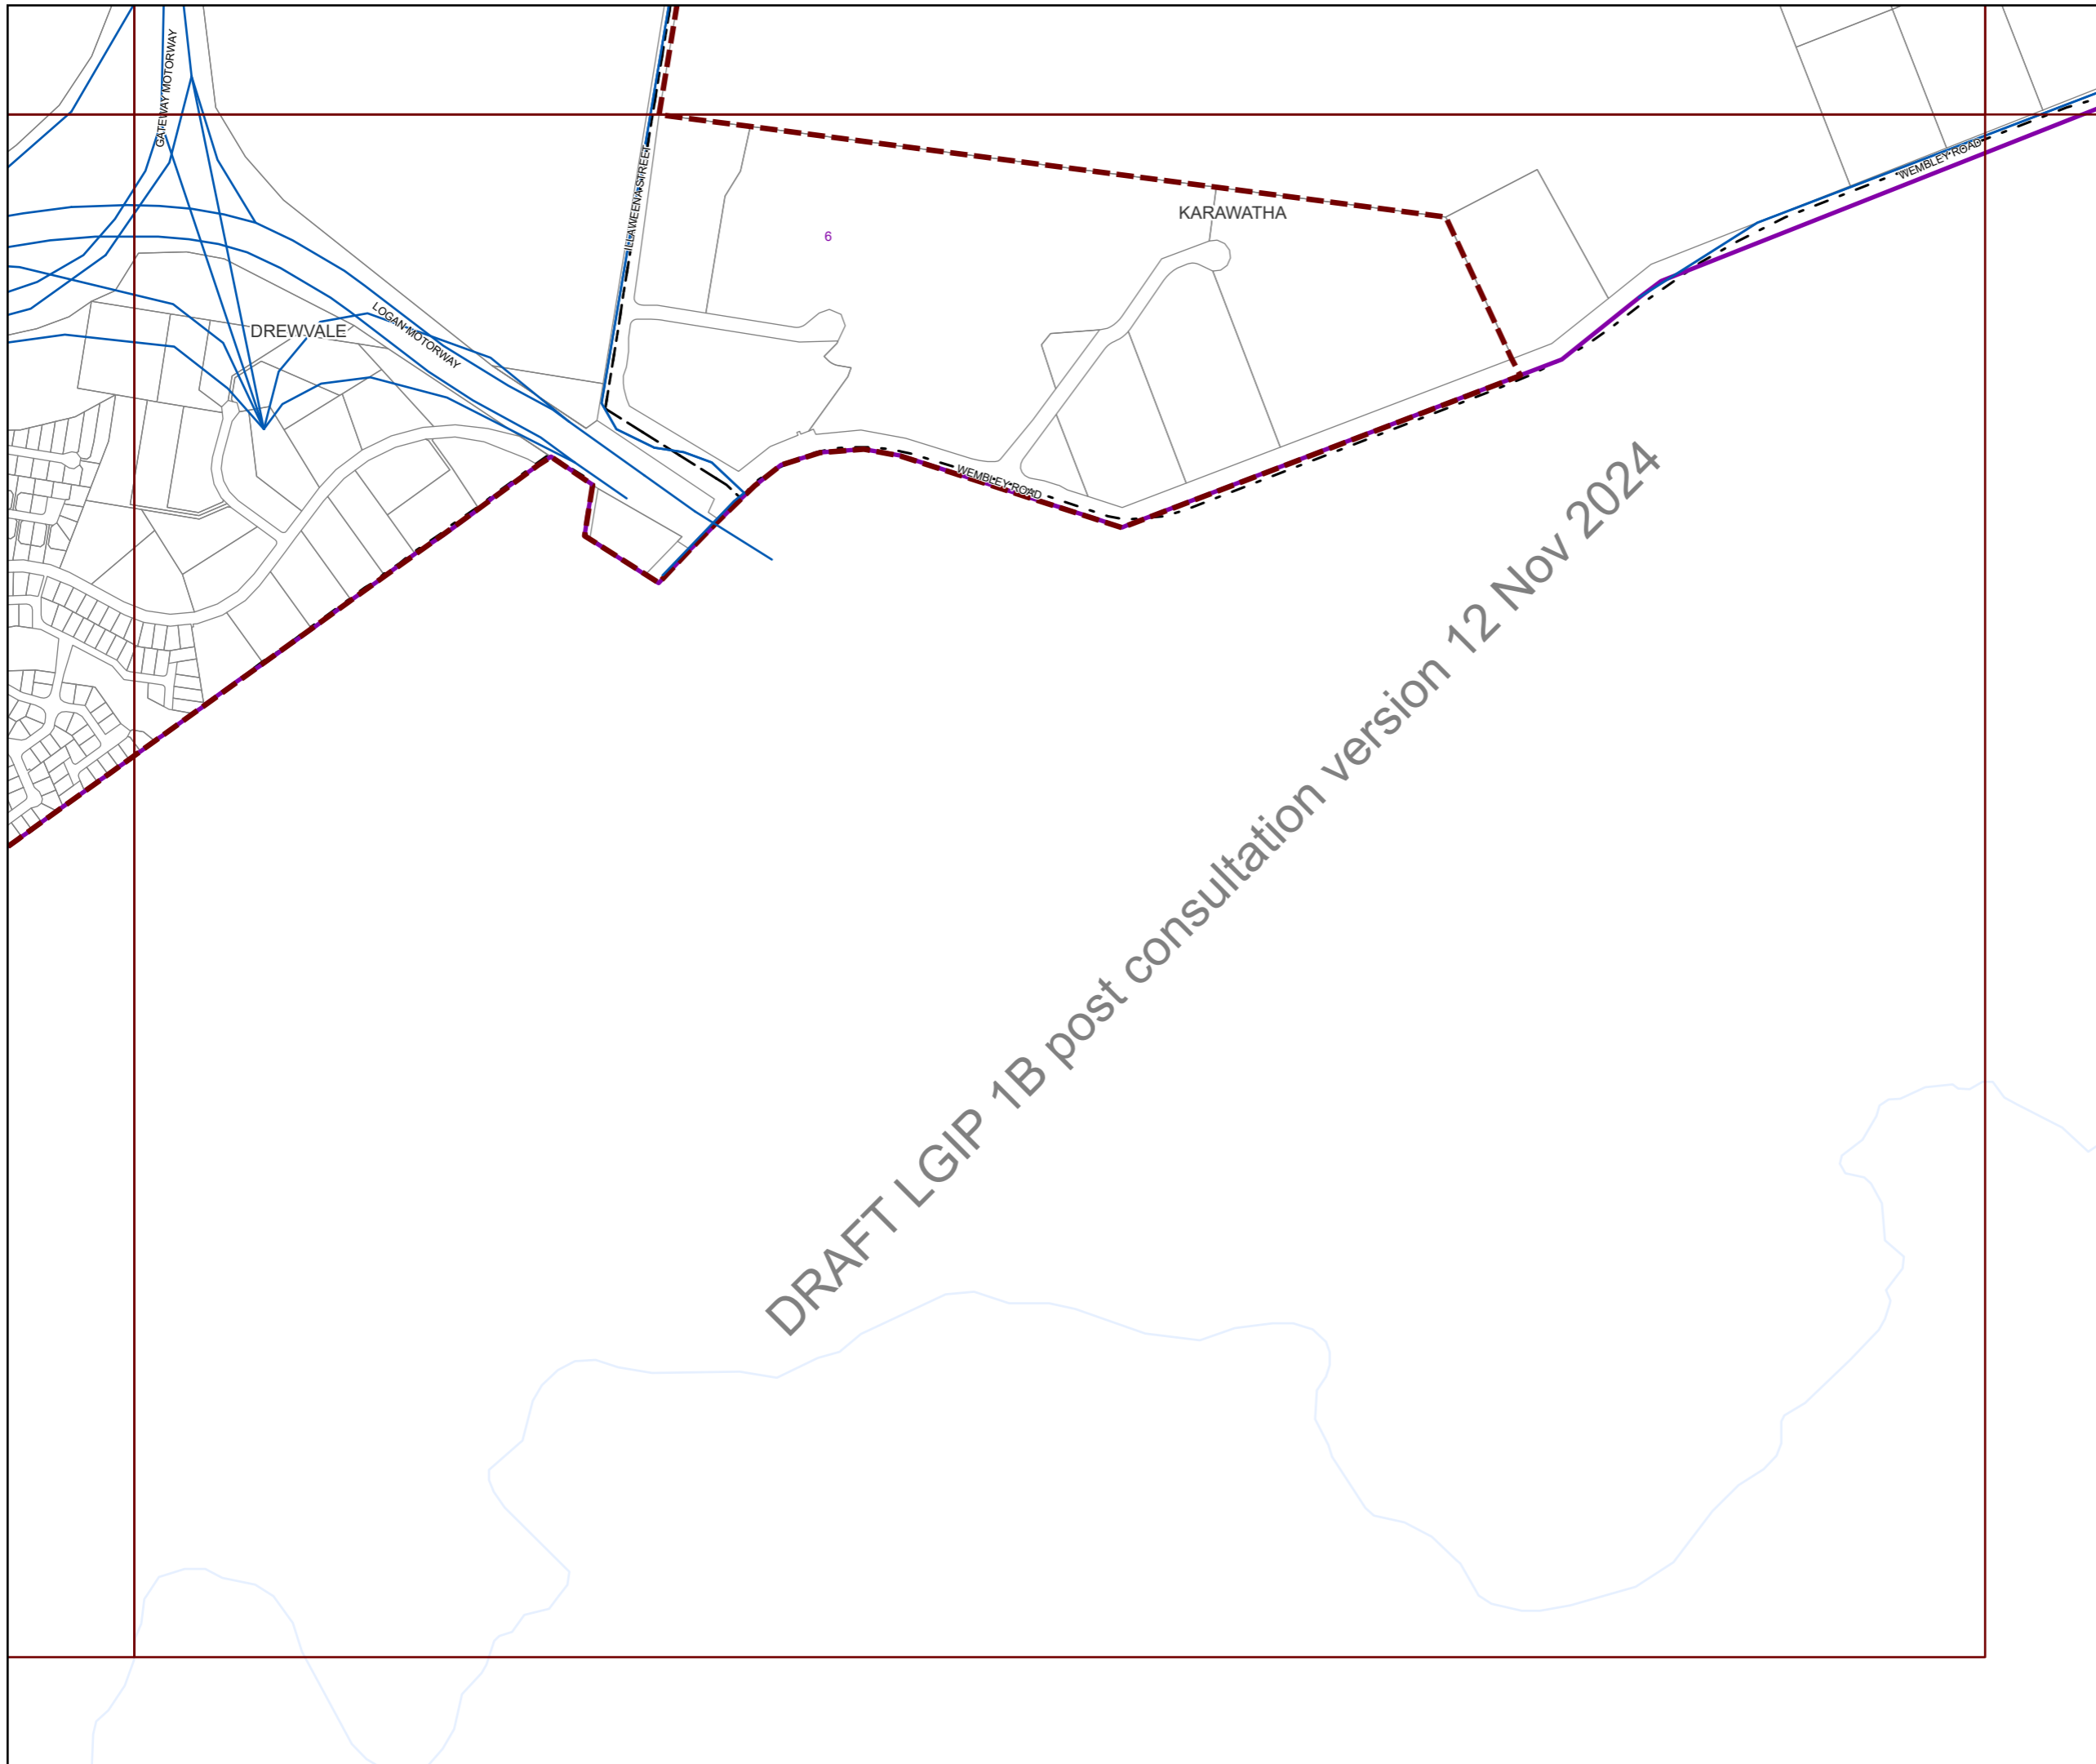 GATEWAY MOTORWAY
ILLAWEENA STREET
WEMBLEY ROAD
KARAWATHA
6
LOGAN MOTORWAY
DREWVALE
WEMBLEY ROAD
DRAFT LGIP 1B post consultation version 12 Nov 2024